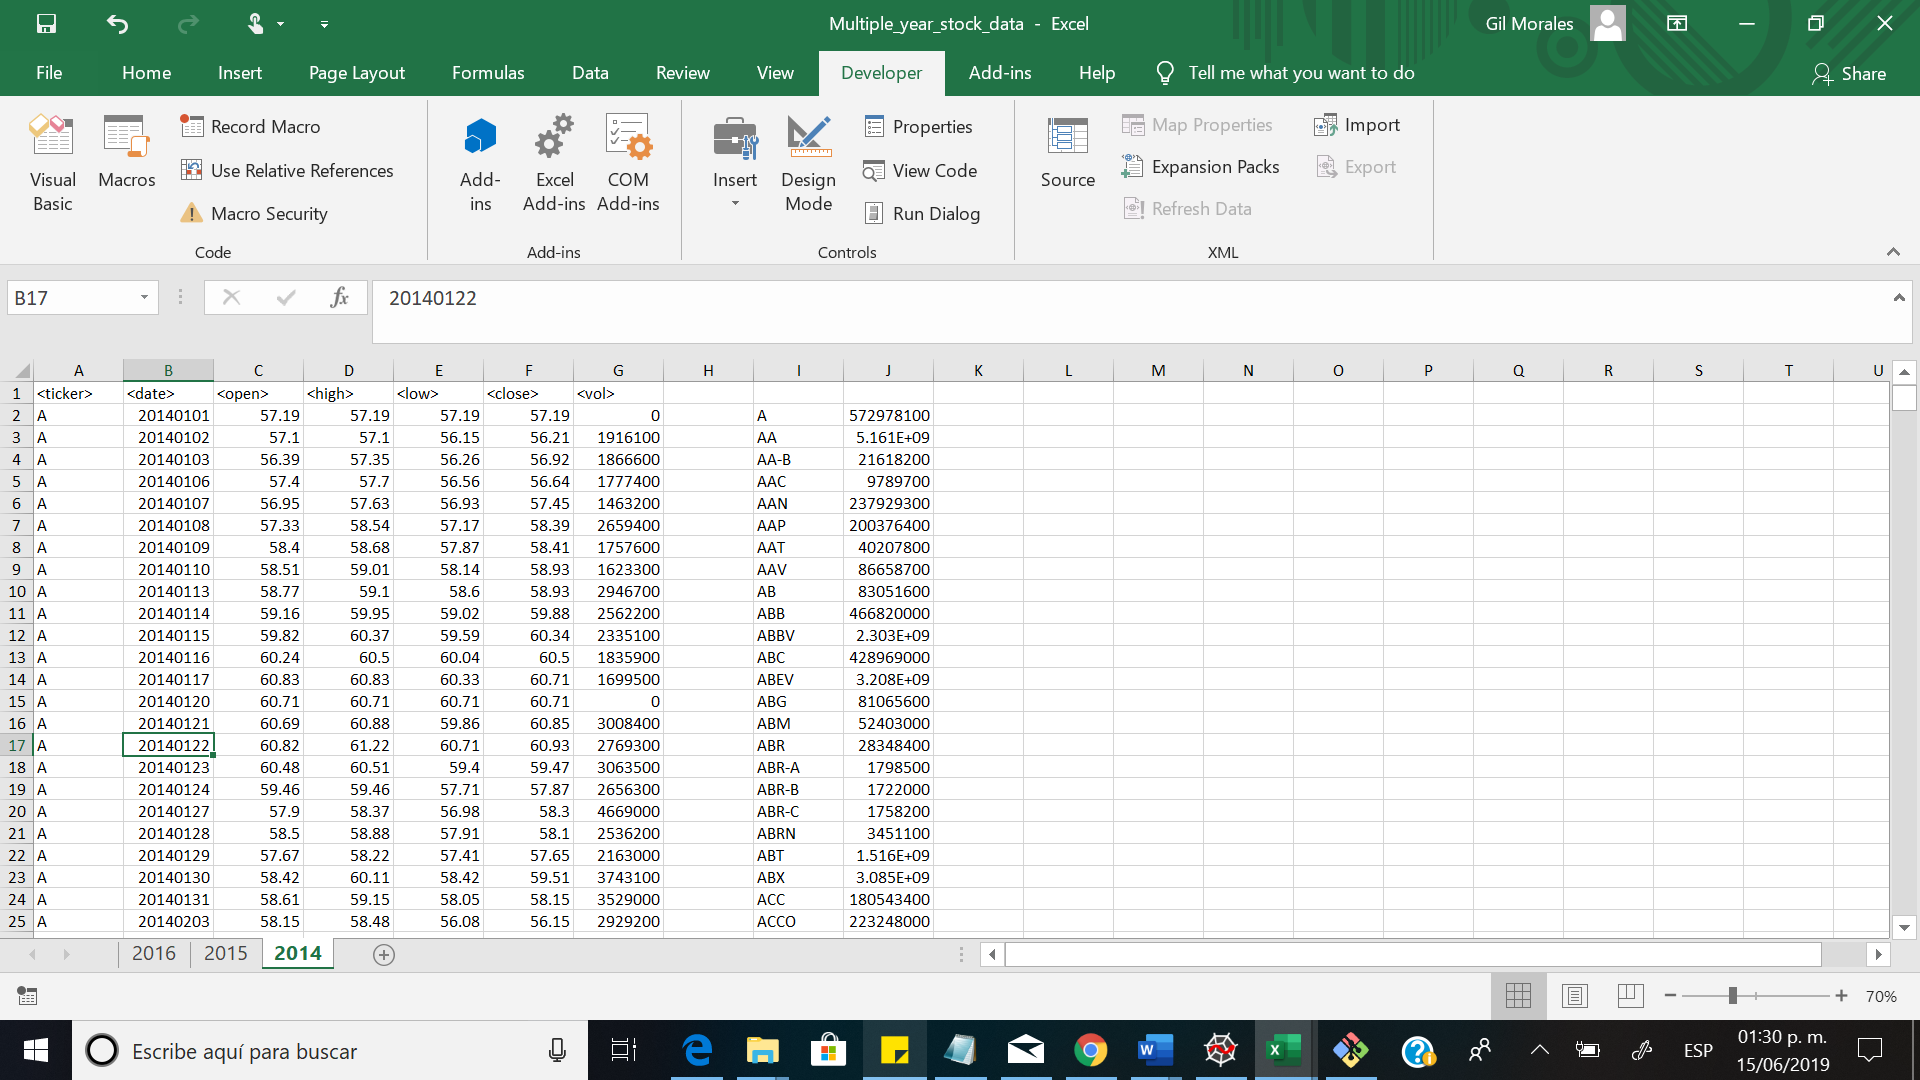 Multiple_year_stock_data - Excel
Gil Morales
File Home Insert Page Layout Formulas Data Review View Developer Add-ins Help Tell me what you want to do Share
Visual Basic
Macros
Record Macro
Use Relative References
Macro Security
Code
Add-ins
Excel Add-ins
COM Add-ins
Add-ins
Insert
Design Mode
Properties
View Code
Run Dialog
Controls
Source
Map Properties
Expansion Packs
Refresh Data
Import
Export
XML
B17 fx 20140122
A B C D E F G H I J K L M N O P Q R S T U
1 <ticker> <date> <open> <high> <low> <close> <vol>
2 A 20140101 57.19 57.19 57.19 57.19 0 A 572978100
3 A 20140102 57.1 57.1 56.15 56.21 1916100 AA 5.161E+09
4 A 20140103 56.39 57.35 56.26 56.92 1866600 AA-B 21618200
5 A 20140106 57.4 57.7 56.56 56.64 1777400 AAC 9789700
6 A 20140107 56.95 57.63 56.93 57.45 1463200 AAN 237929300
7 A 20140108 57.33 58.54 57.17 58.39 2659400 AAP 200376400
8 A 20140109 58.4 58.68 57.87 58.41 1757600 AAT 40207800
9 A 20140110 58.51 59.01 58.14 58.93 1623300 AAV 86658700
10 A 20140113 58.77 59.1 58.6 58.93 2946700 AB 83051600
11 A 20140114 59.16 59.95 59.02 59.88 2562200 ABB 466820000
12 A 20140115 59.82 60.37 59.59 60.34 2335100 ABBV 2.303E+09
13 A 20140116 60.24 60.5 60.04 60.5 1835900 ABC 428969000
14 A 20140117 60.83 60.83 60.33 60.71 1699500 ABEV 3.208E+09
15 A 20140120 60.71 60.71 60.71 60.71 0 ABG 81065600
16 A 20140121 60.69 60.88 59.86 60.85 3008400 ABM 52403000
17 A 20140122 60.82 61.22 60.71 60.93 2769300 ABR 28348400
18 A 20140123 60.48 60.51 59.4 59.47 3063500 ABR-A 1798500
19 A 20140124 59.46 59.46 57.71 57.87 2656300 ABR-B 1722000
20 A 20140127 57.9 58.37 56.98 58.3 4669000 ABR-C 1758200
21 A 20140128 58.5 58.88 57.91 58.1 2536200 ABRN 3451100
22 A 20140129 57.67 58.22 57.41 57.65 2163000 ABT 1.516E+09
23 A 20140130 58.42 60.11 58.42 59.51 3743100 ABX 3.085E+09
24 A 20140131 58.61 59.15 58.05 58.15 3529000 ACC 180543400
25 A 20140203 58.15 58.48 56.08 56.15 2929200 ACCO 223248000
2016 2015 2014
70%
Escribe aquí para buscar
ESP
01:30 p. m.
15/06/2019